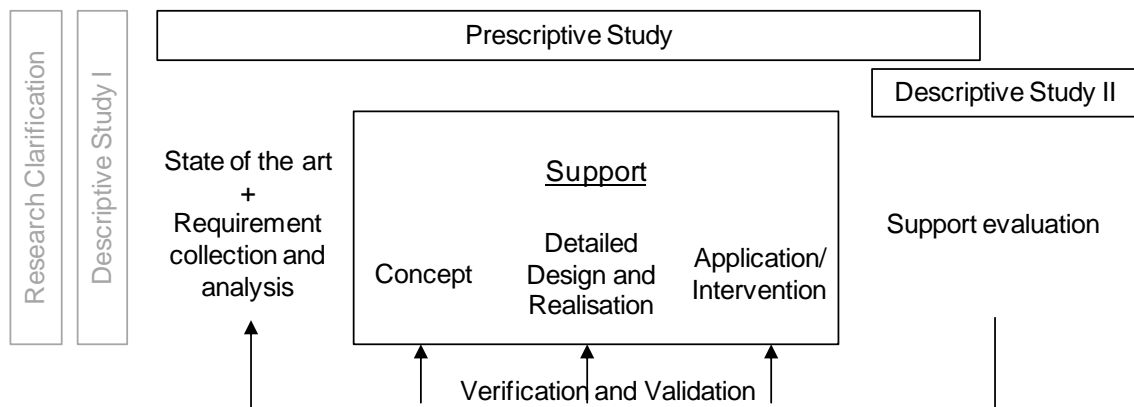 Research Clarification
Descriptive Study I
Prescriptive Study
Descriptive Study II
State of the art
+
Requirement
collection and
analysis
Support
Concept
Detailed
Design and
Realisation
Application/
Intervention
Support evaluation
Verification and Validation